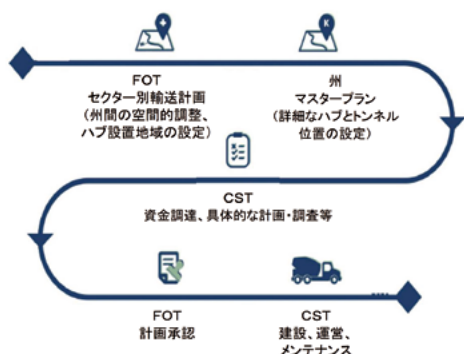 FOT
セクター別輸送計画
(州間の空間的調整、
ハブ設置地域の設定)
K
州
マスタープラン
(詳細なハブとトンネル
位置の設定)
CST
資金調達、具体的な計画・調査等
FOT
計画承認
CST
建設、運営、
メンテナンス